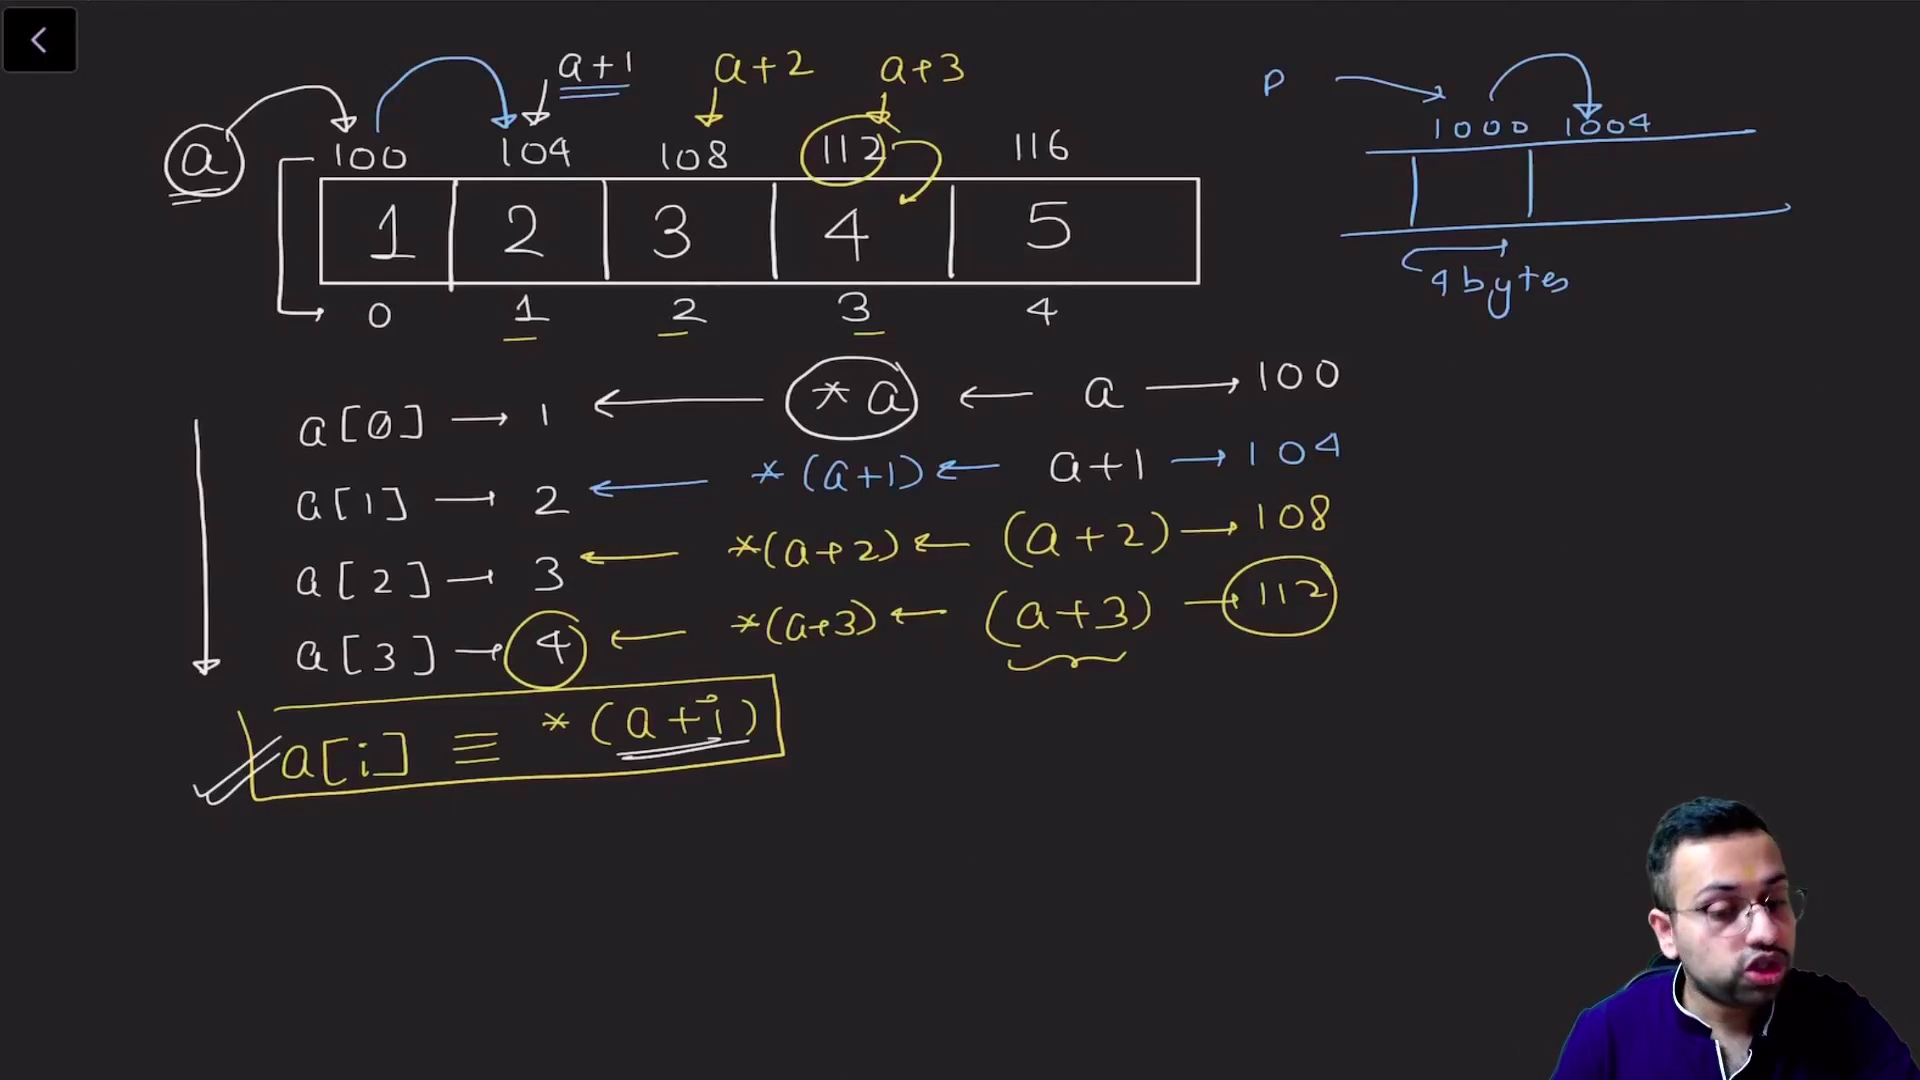 a+1 a+2 a+3
p
1000 1004
a 100 104 108 112 116
1 2 3 4 5
4bytes
0 1 2 3 4
a[0] → 1 ← *a ← a → 100
a[1] → 2 ← *(a+1) ← a+1 → 104
a[2] → 3 ← *(a+2) ← (a+2) → 108
a[3] → 4 ← *(a+3) ← (a+3) → 112
a[i] ≡ *(a+i)